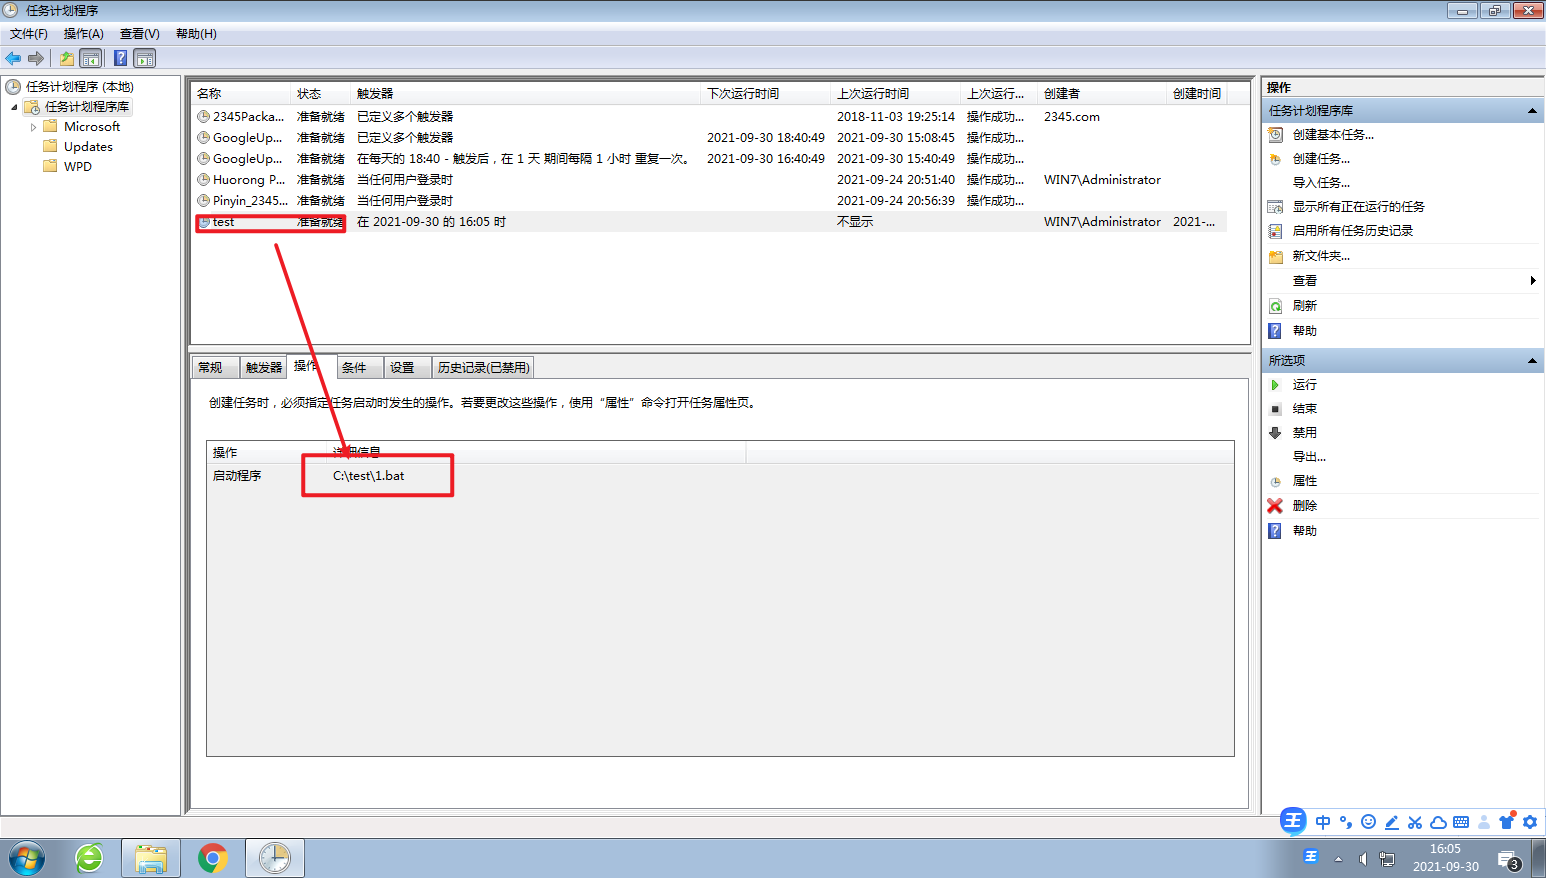 任务计划程序
文件(F) 操作(A) 查看(V) 帮助(H)
任务计划程序 (本地)
任务计划程序库
Microsoft
Updates
WPD
名称 状态 触发器 下次运行时间 上次运行时间 上次运行... 创建者 创建时间
2345Packa... 准备就绪 已定义多个触发器 2018-11-03 19:25:14 操作成功... 2345.com
GoogleUp... 准备就绪 已定义多个触发器 2021-09-30 18:40:49 2021-09-30 15:08:45 操作成功...
GoogleUp... 准备就绪 在每天的 18:40 - 触发后，在 1 天 期间每隔 1 小时 重复一次。 2021-09-30 16:40:49 2021-09-30 15:40:49 操作成功...
Huorong P... 准备就绪 当任何用户登录时 2021-09-24 20:51:40 操作成功... WIN7\Administrator
Pinyin_2345... 准备就绪 当任何用户登录时 2021-09-24 20:56:39 操作成功...
test 准备就绪 在 2021-09-30 的 16:05 时 不显示 WIN7\Administrator 2021-...
常规 触发器 操作 条件 设置 历史记录(已禁用)
创建任务时，必须指定任务启动时发生的操作。若要更改这些操作，使用“属性”命令打开任务属性页。
操作 详细信息
启动程序 C:\test\1.bat
操作
任务计划程序库
创建基本任务...
创建任务...
导入任务...
显示所有正在运行的任务
启用所有任务历史记录
新文件夹...
查看
刷新
帮助
所选项
运行
结束
禁用
导出...
属性
删除
帮助
王 中
王
16:05
2021-09-30
3